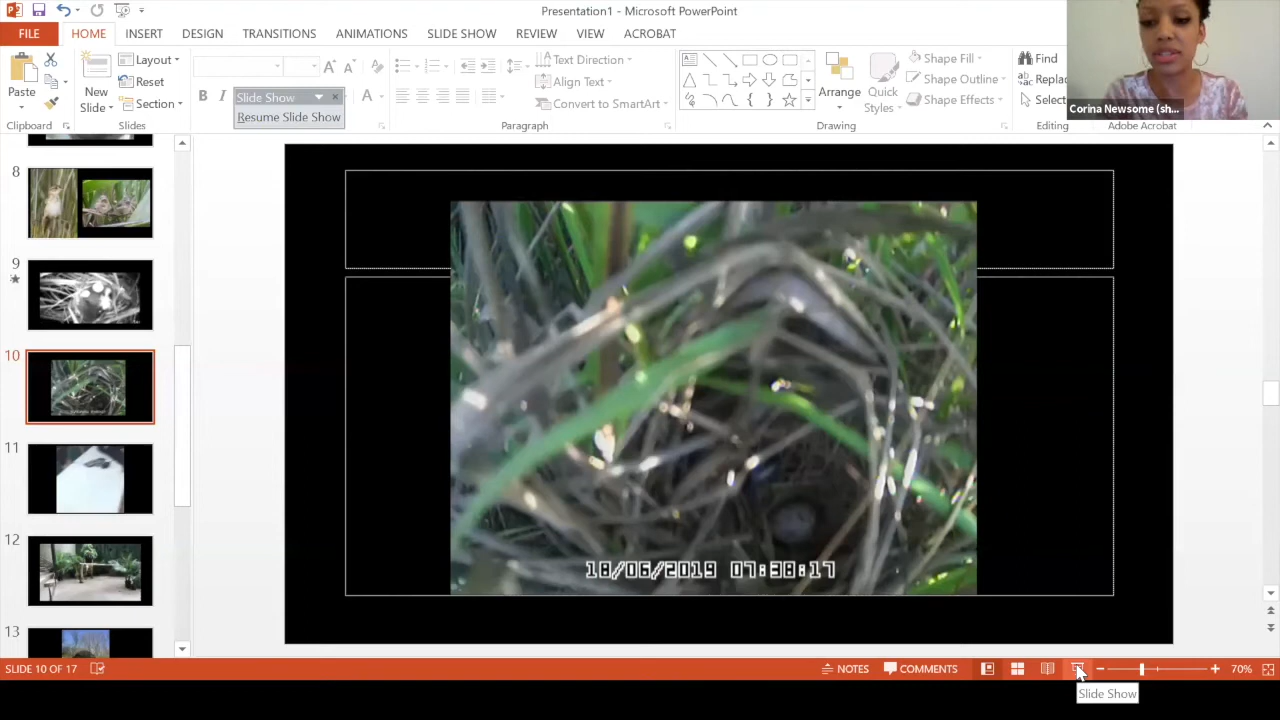 Presentation1 - Microsoft PowerPoint
FILE
HOME
INSERT
DESIGN
TRANSITIONS
ANIMATIONS
SLIDE SHOW
REVIEW
VIEW
ACROBAT
Paste
Clipboard
New
Slide
Layout
Reset
Section
Slides
B
I
Slide Show
Resume Slide Show
A
Text Direction
Align Text
Convert to SmartArt
Paragraph
Arrange
Quick
Styles
Shape Fill
Shape Outline
Shape Effects
Drawing
Find
Replac
Select
Editing
Adobe Acrobat
Corina Newsome (sh...
8
9
10
11
12
13
18/06/2019 07:38:17
SLIDE 10 OF 17
NOTES
COMMENTS
70%
Slide Show